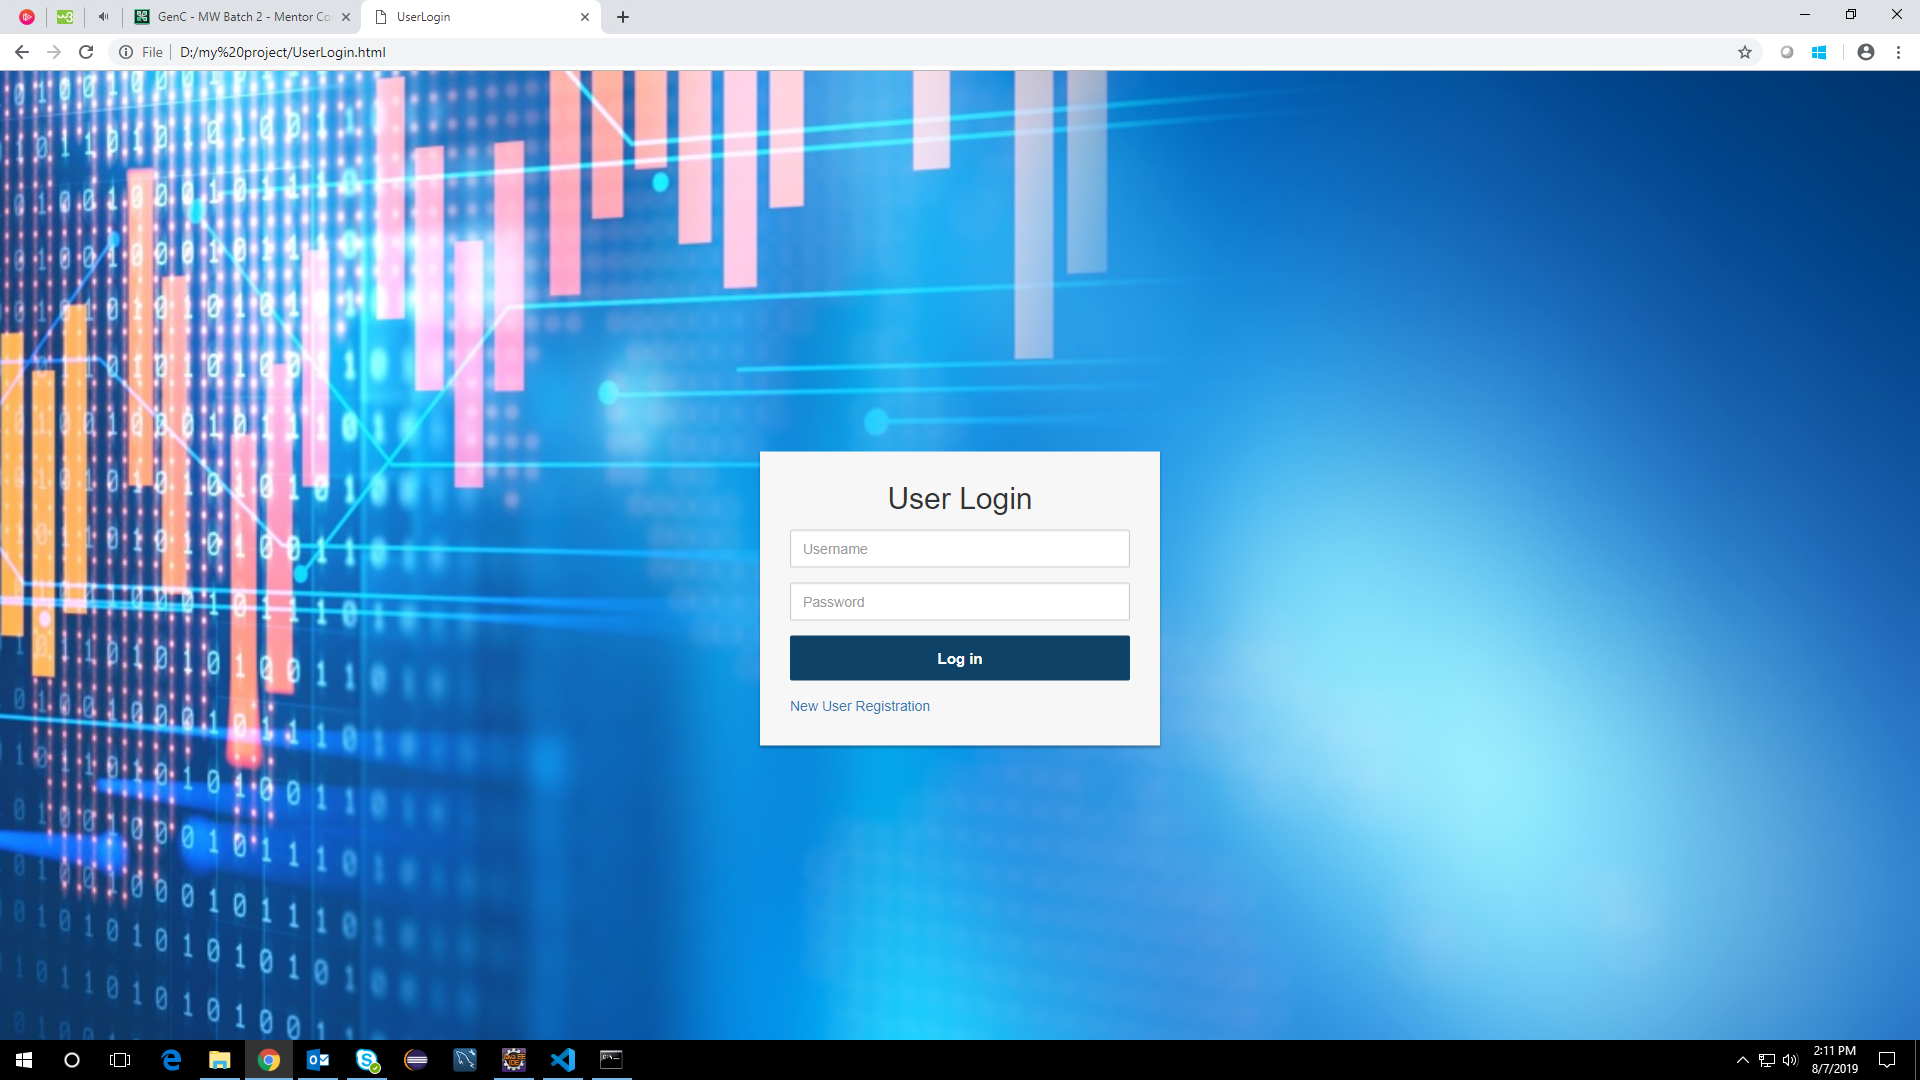 GenC - MW Batch 2 - Mentor Co
UserLogin
File
D:/my%20project/UserLogin.html
User Login
Username
Password
Log in
New User Registration
2:11 PM
8/7/2019